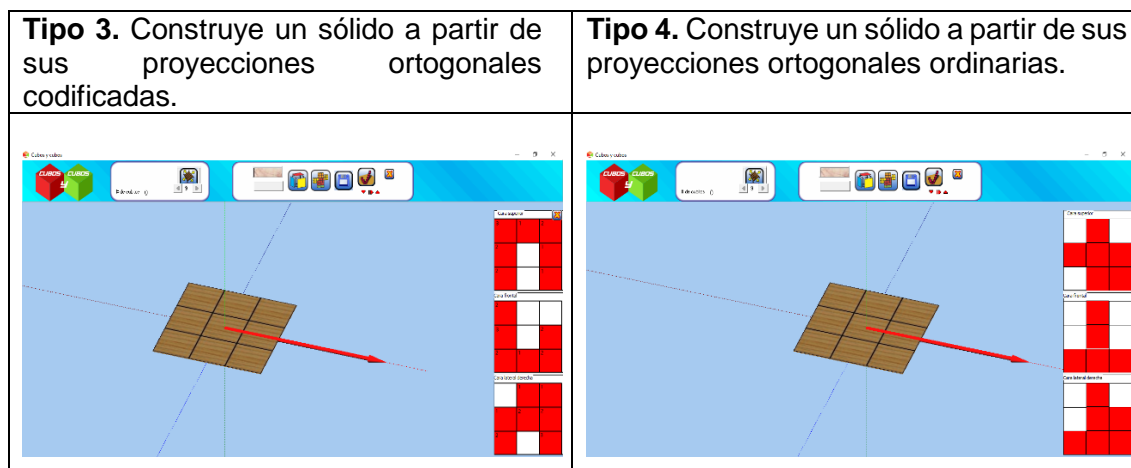 Tipo 3. Construye un sólido a partir de
sus proyecciones ortogonales
codificadas.
Tipo 4. Construye un sólido a partir de sus
proyecciones ortogonales ordinarias.
Cubos y cubos
CUBOS Y CUBOS
9
Cara superior
Cara frontal
Cara lateral derecha
Cubos y cubos
CUBOS Y CUBOS
9
Cara superior
Cara frontal
Cara lateral derecha